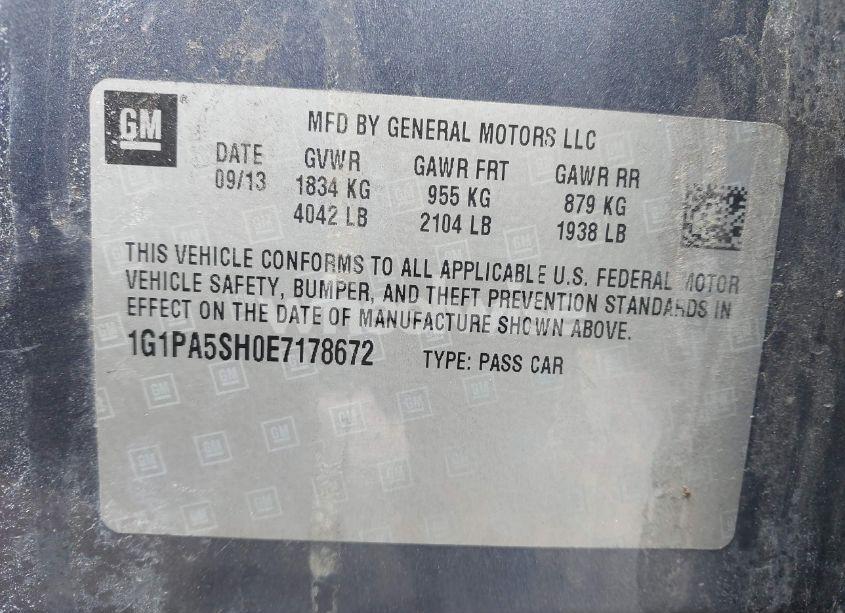 GM
MFD BY GENERAL MOTORS LLC
DATE GVWR GAWR FRT GAWR RR
09/13 1834 KG 955 KG 879 KG
4042 LB 2104 LB 1938 LB
THIS VEHICLE CONFORMS TO ALL APPLICABLE U.S. FEDERAL MOTOR
VEHICLE SAFETY, BUMPER, AND THEFT PREVENTION STANDARDS IN
EFFECT ON THE DATE OF MANUFACTURE SHOWN ABOVE.
1G1PA5SH0E7178672 TYPE: PASS CAR